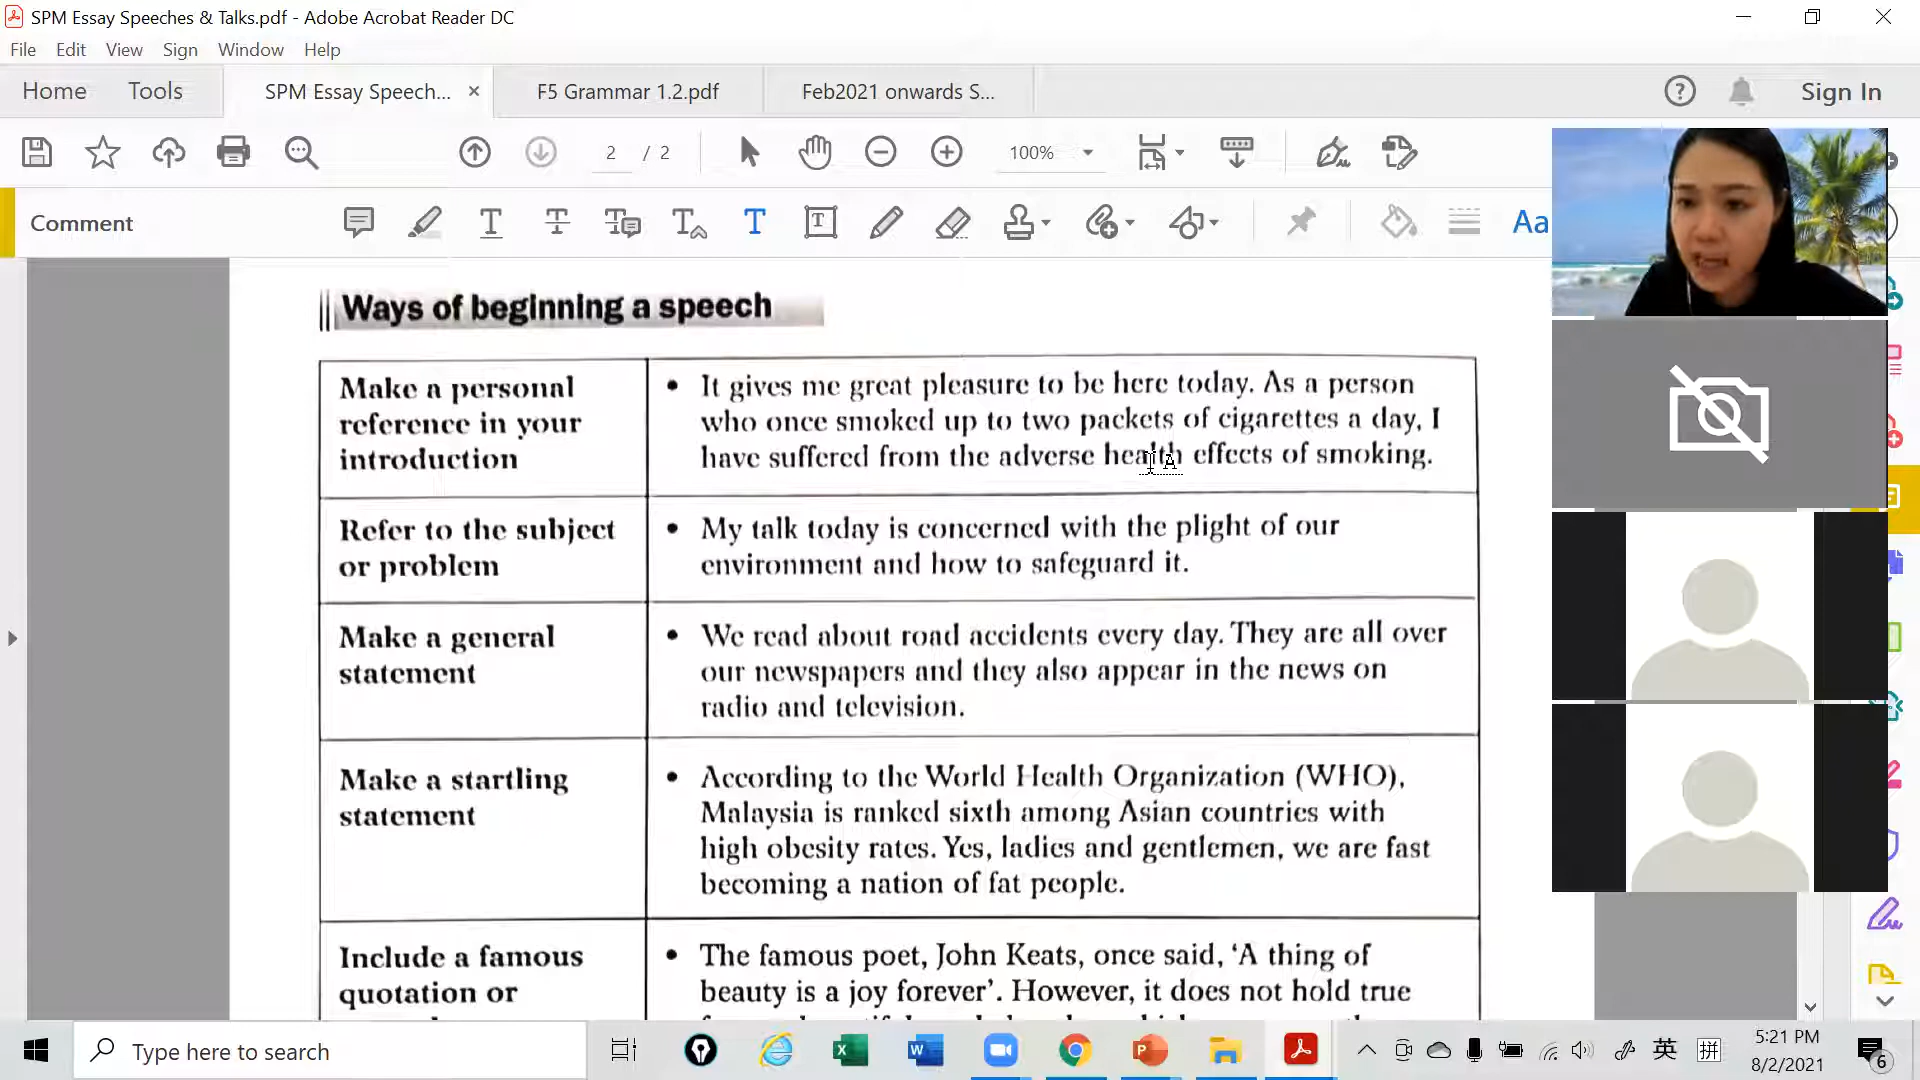 SPM Essay Speeches & Talks.pdf - Adobe Acrobat Reader DC
File Edit View Sign Window Help
Home Tools SPM Essay Speech... × F5 Grammar 1.2.pdf Feb2021 onwards S... Sign In
2 / 2 100%
Comment Aa
Ways of beginning a speech
Make a personal
reference in your
introduction
• It gives me great pleasure to be here today. As a person
who once smoked up to two packets of cigarettes a day, I
have suffered from the adverse health effects of smoking.
Refer to the subject
or problem
• My talk today is concerned with the plight of our
environment and how to safeguard it.
Make a general
statement
• We read about road accidents every day. They are all over
our newspapers and they also appear in the news on
radio and television.
Make a startling
statement
• According to the World Health Organization (WHO),
Malaysia is ranked sixth among Asian countries with
high obesity rates. Yes, ladies and gentlemen, we are fast
becoming a nation of fat people.
Include a famous
quotation or
• The famous poet, John Keats, once said, ‘A thing of
beauty is a joy forever’. However, it does not hold true
Type here to search
英 拼
5:21 PM
8/2/2021
6